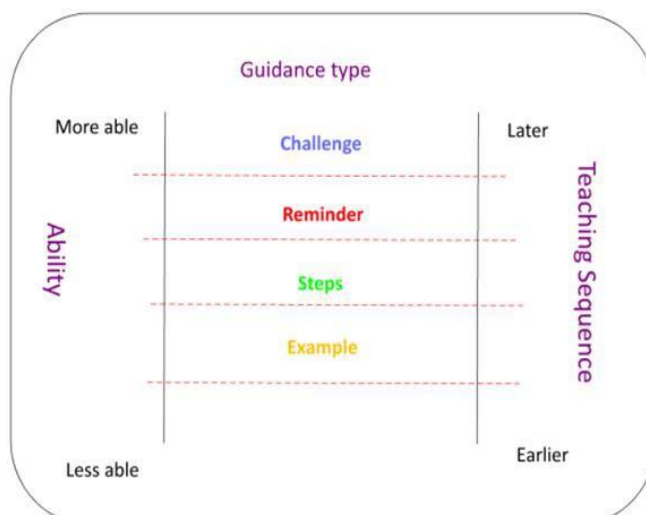 Guidance type
More able
Challenge
Later
Reminder
Ability
Teaching Sequence
Steps
Example
Less able
Earlier